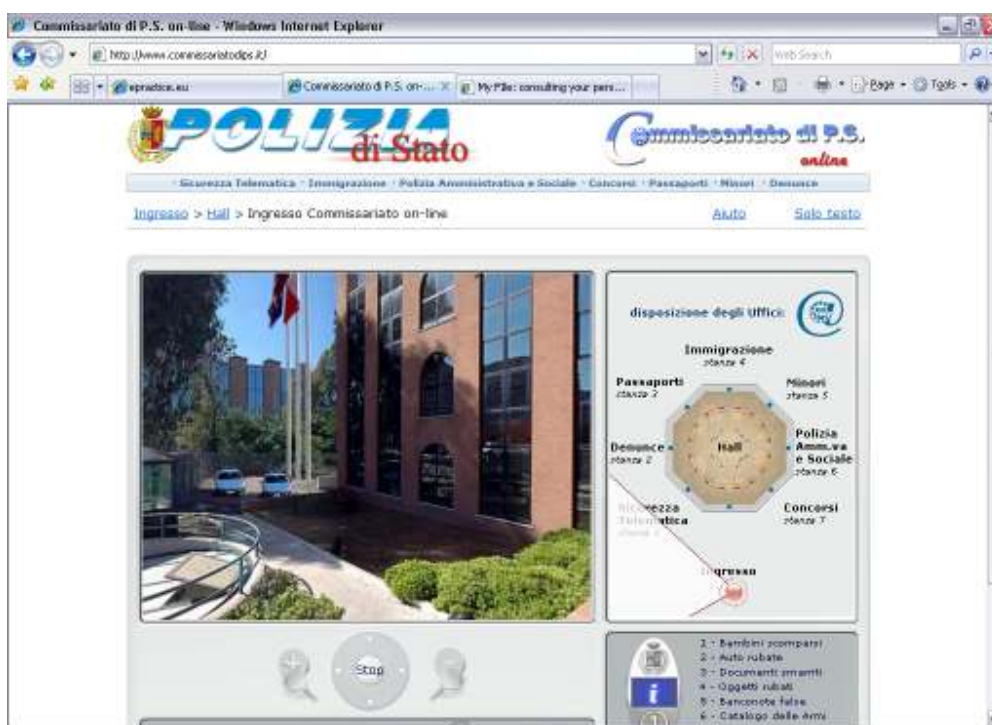 Commissariato di P.S. on-line - Windows Internet Explorer
http://www.commissariatodips.it/
Web Search
epractice.eu
Commissariato di P.S. on-...
My File: consulting your pers...
Page
Tools
POLIZIA
di Stato
Commissariato di P.S.
online
Sicurezza Telematica · Immigrazione · Polizia Amministrativa e Sociale · Concorsi · Passaporti · Minori · Denunce
Ingresso > Hall > Ingresso Commissariato on-line
Aiuto
Solo testo
disposizione degli Uffici:
Immigrazione
stanza 4
Passaporti
stanza 3
Minori
stanza 5
Denunce
stanza 2
Hall
Polizia
Amm.va
e Sociale
stanza 6
Sicurezza
Telematica
Concorsi
stanza 7
Ingresso
Stop
1 - Bambini scomparsi
2 - Auto rubate
3 - Documenti smarriti
4 - Oggetti rubati
5 - Banconote false
6 - Catalogo delle Armi